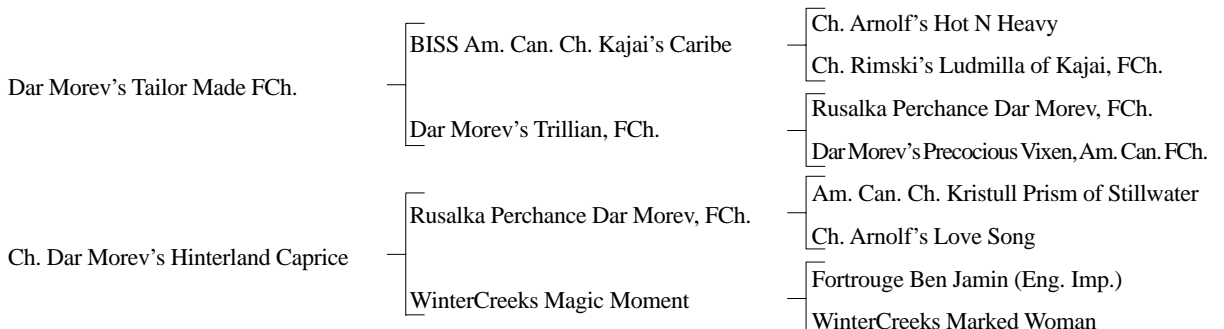 Ch. Arnolf’s Hot N Heavy
BISS Am. Can. Ch. Kajai’s Caribe
Ch. Rimski’s Ludmilla of Kajai, FCh.
Dar Morev’s Tailor Made FCh.
Rusalka Perchance Dar Morev, FCh.
Dar Morev’s Trillian, FCh.
Dar Morev’s Precocious Vixen, Am. Can. FCh.
Am. Can. Ch. Kristull Prism of Stillwater
Rusalka Perchance Dar Morev, FCh.
Ch. Arnolf’s Love Song
Ch. Dar Morev’s Hinterland Caprice
Fortrouge Ben Jamin (Eng. Imp.)
WinterCreeks Magic Moment
WinterCreeks Marked Woman